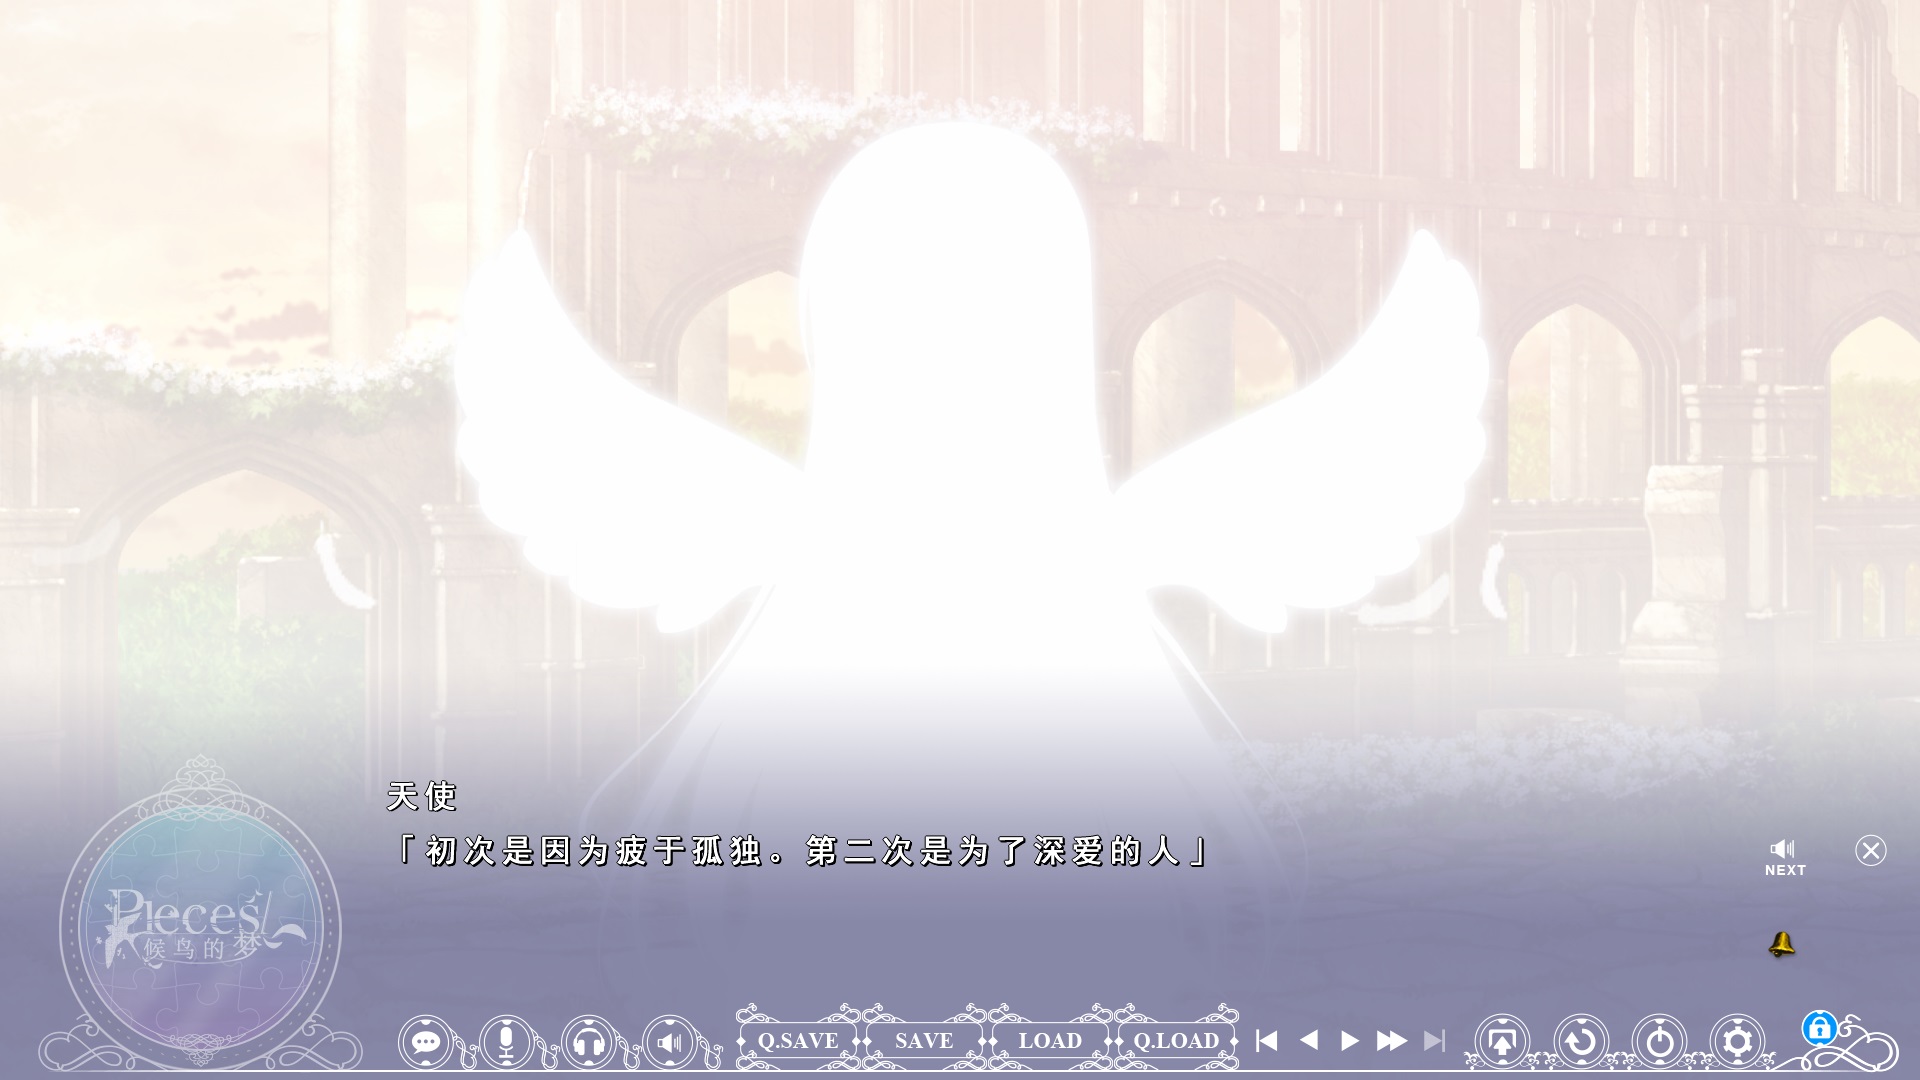 天使
「初次是因为疲于孤独。第二次是为了深爱的人」
NEXT
Pieces/
候鸟的梦
Q.SAVE
SAVE
LOAD
Q.LOAD